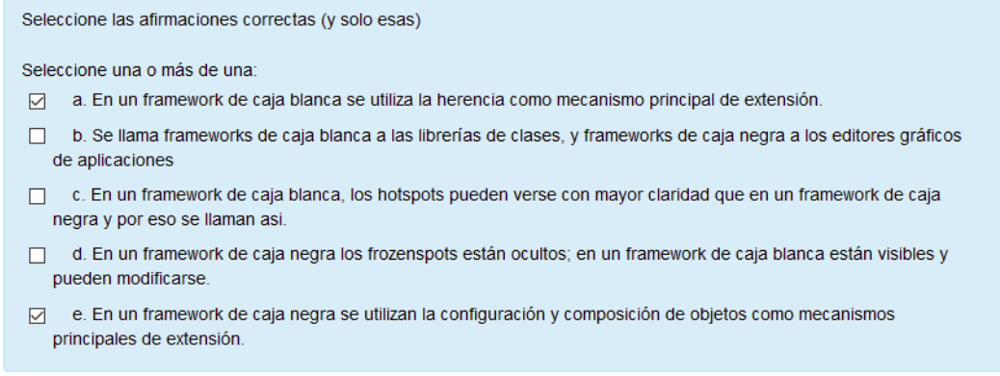 Seleccione las afirmaciones correctas (y solo esas)
Seleccione una o más de una:
a. En un framework de caja blanca se utiliza la herencia como mecanismo principal de extensión.
b. Se llama frameworks de caja blanca a las librerías de clases, y frameworks de caja negra a los editores gráficos
de aplicaciones
c. En un framework de caja blanca, los hotspots pueden verse con mayor claridad que en un framework de caja
negra y por eso se llaman asi.
d. En un framework de caja negra los frozenspots están ocultos; en un framework de caja blanca están visibles y
pueden modificarse.
e. En un framework de caja negra se utilizan la configuración y composición de objetos como mecanismos
principales de extensión.